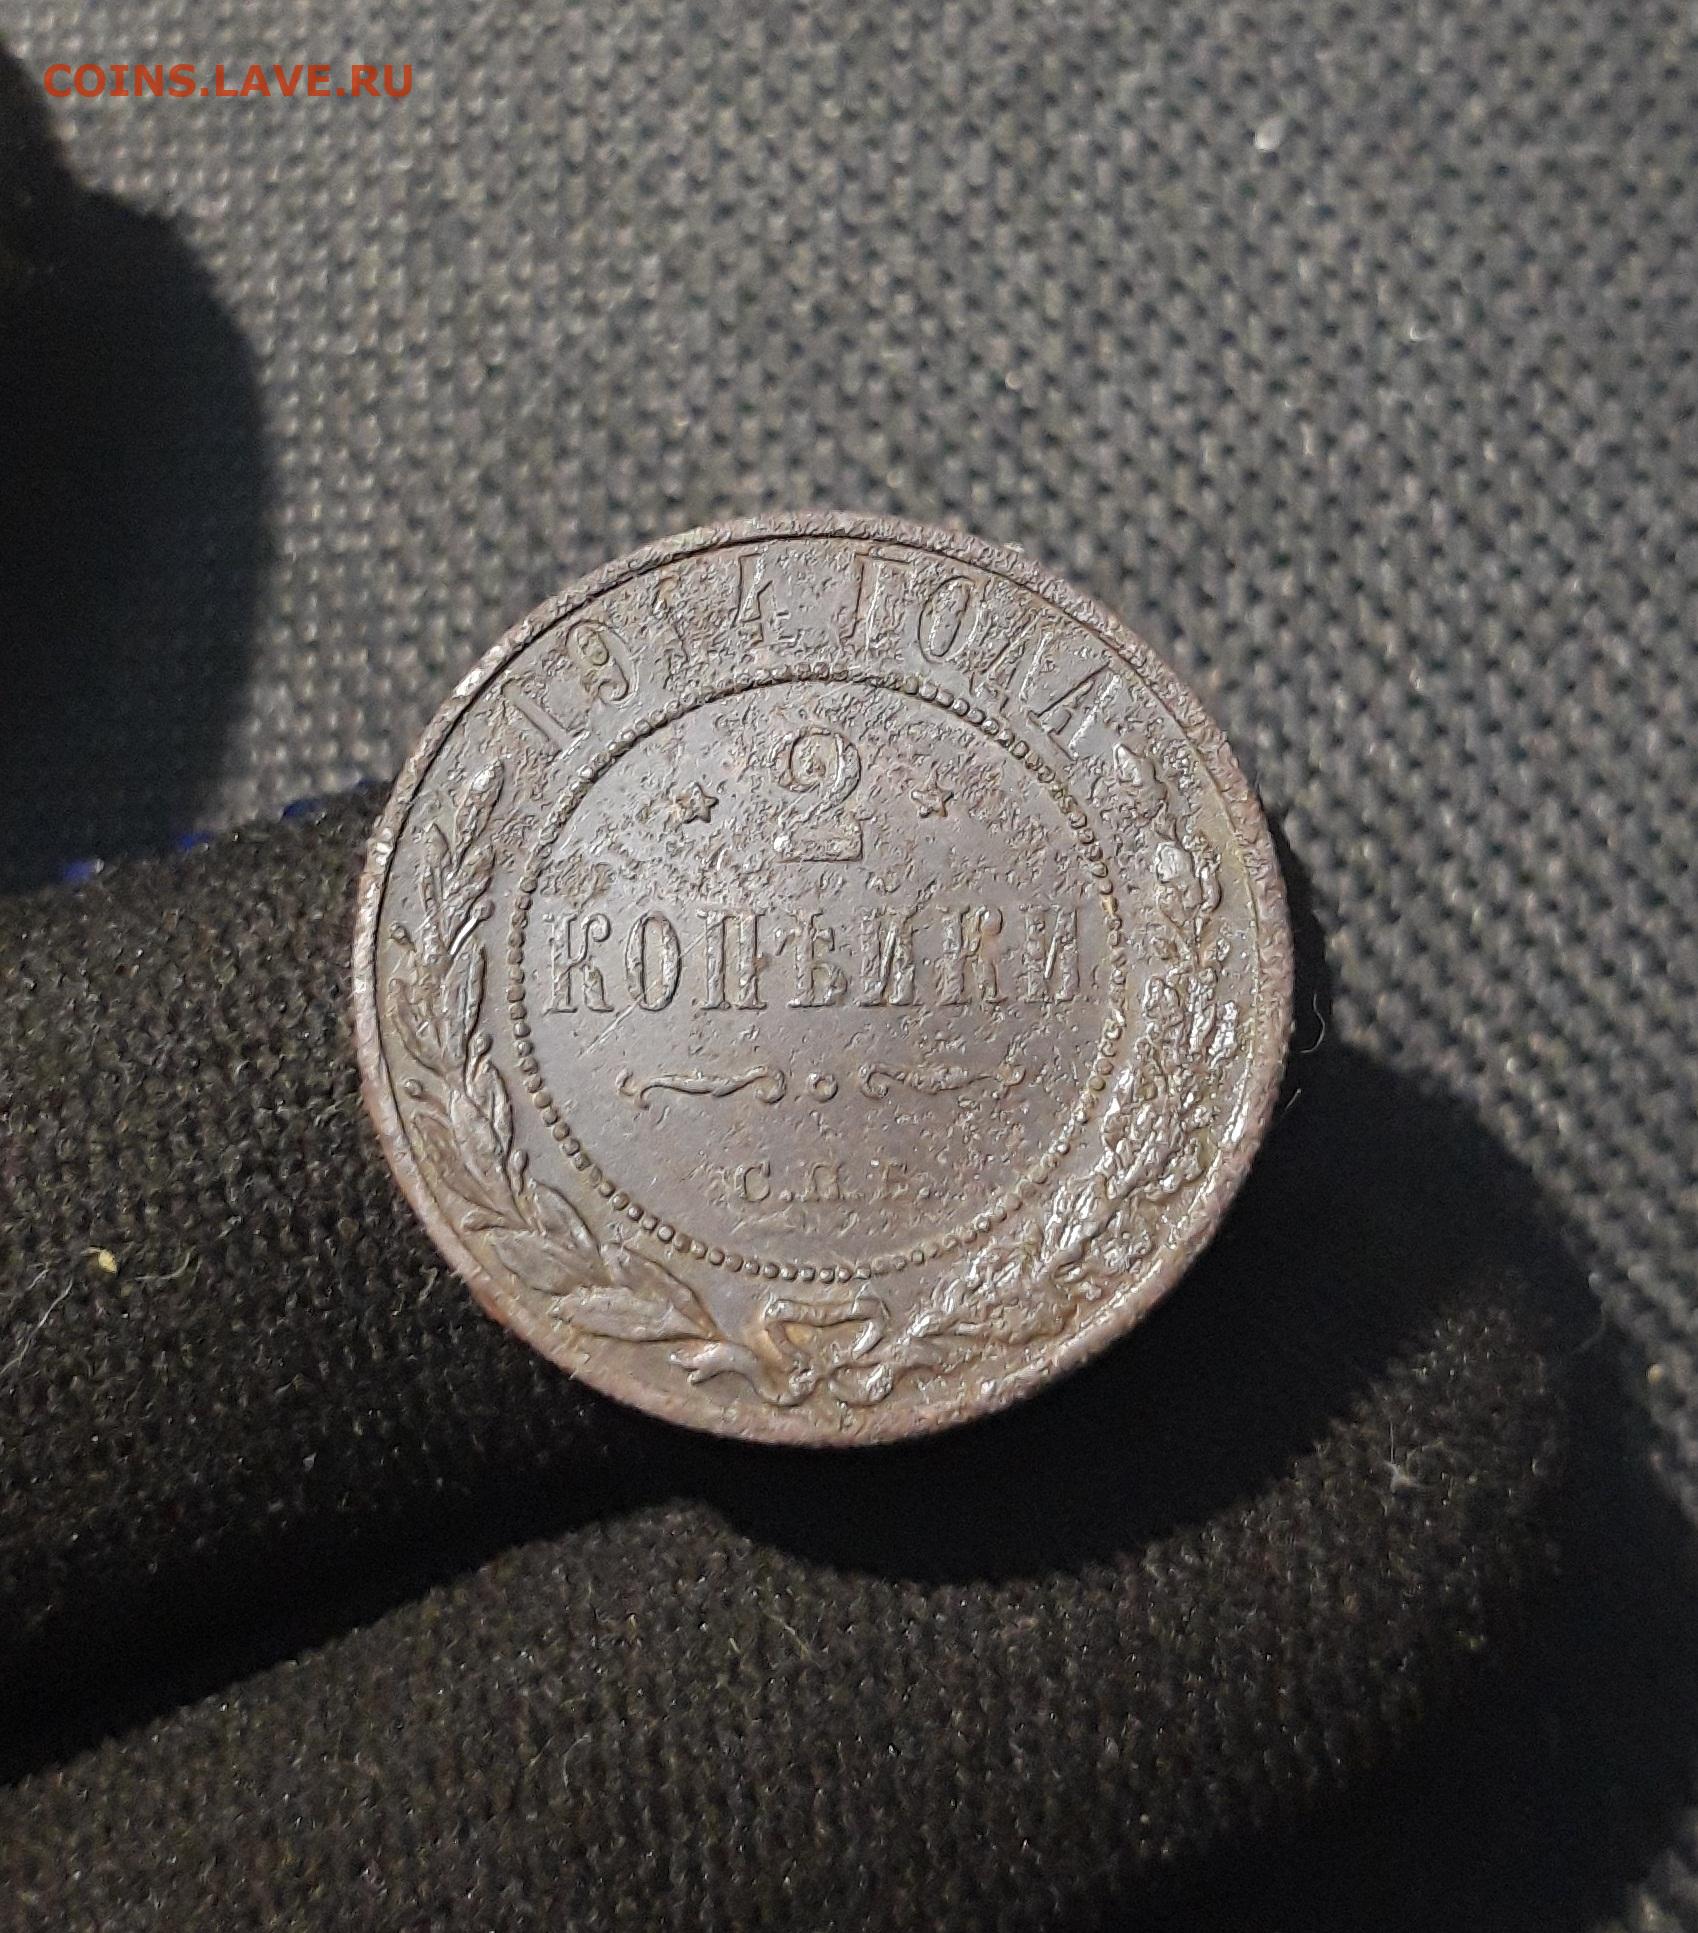 COINS.LAVE.RU
1914 ГОДА
2
КОПѢЙКИ
С.П.Б.